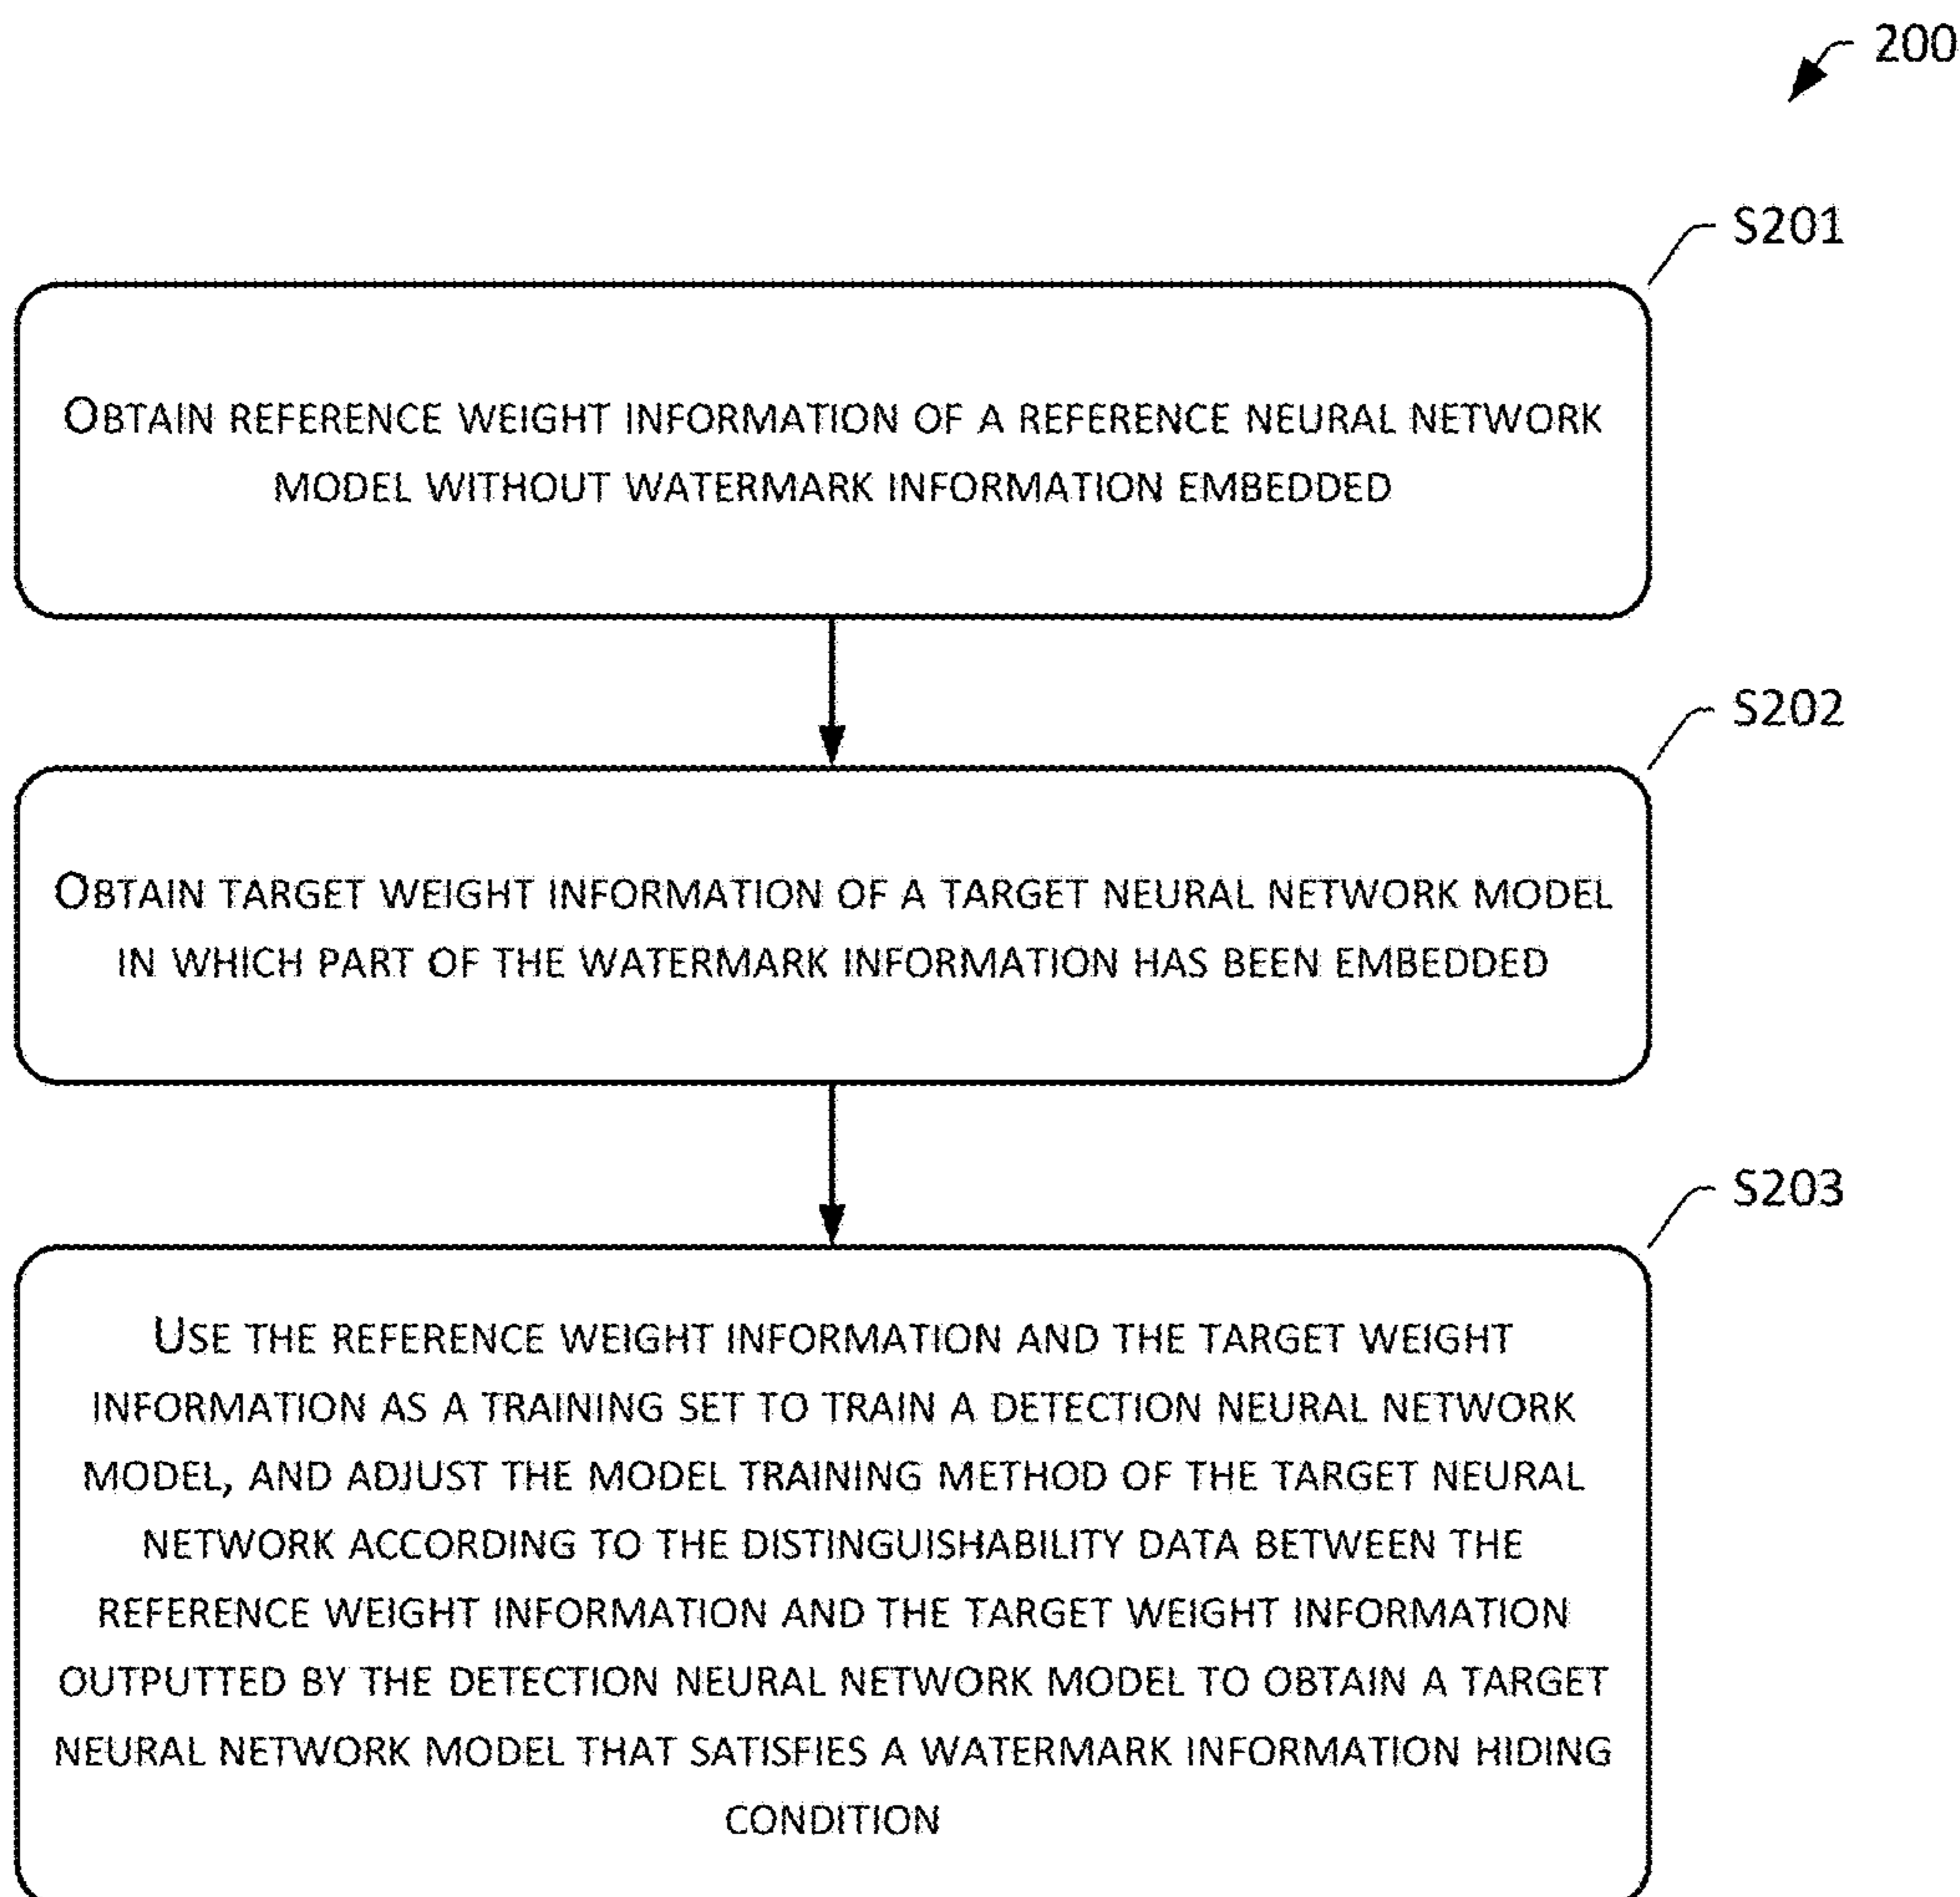 200
S201
OBTAIN REFERENCE WEIGHT INFORMATION OF A REFERENCE NEURAL NETWORK
MODEL WITHOUT WATERMARK INFORMATION EMBEDDED
S202
OBTAIN TARGET WEIGHT INFORMATION OF A TARGET NEURAL NETWORK MODEL
IN WHICH PART OF THE WATERMARK INFORMATION HAS BEEN EMBEDDED
S203
USE THE REFERENCE WEIGHT INFORMATION AND THE TARGET WEIGHT
INFORMATION AS A TRAINING SET TO TRAIN A DETECTION NEURAL NETWORK
MODEL, AND ADJUST THE MODEL TRAINING METHOD OF THE TARGET NEURAL
NETWORK ACCORDING TO THE DISTINGUISHABILITY DATA BETWEEN THE
REFERENCE WEIGHT INFORMATION AND THE TARGET WEIGHT INFORMATION
OUTPUTTED BY THE DETECTION NEURAL NETWORK MODEL TO OBTAIN A TARGET
NEURAL NETWORK MODEL THAT SATISFIES A WATERMARK INFORMATION HIDING
CONDITION